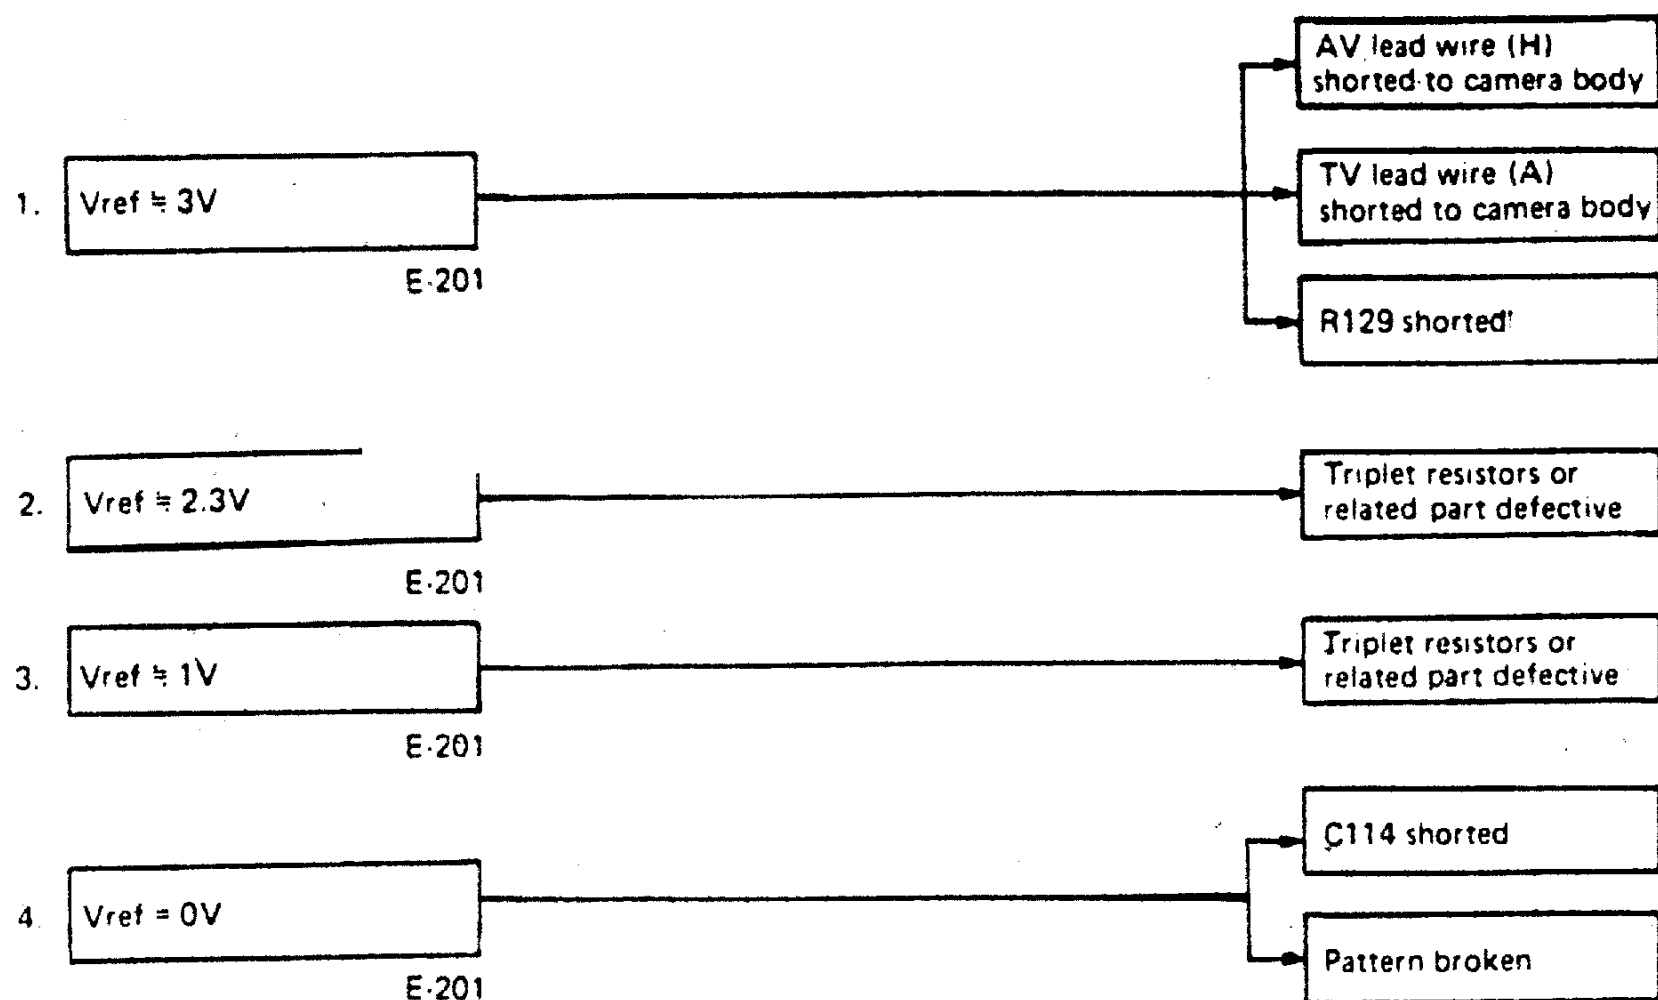 AV lead wire (H)
shorted to camera body
1. Vref ≒ 3V
TV lead wire (A)
shorted to camera body
E-201
R129 shorted
2. Vref ≒ 2.3V
Triplet resistors or
related part defective
E-201
3. Vref ≒ 1V
Triplet resistors or
related part defective
E-201
C114 shorted
4. Vref = 0V
Pattern broken
E-201